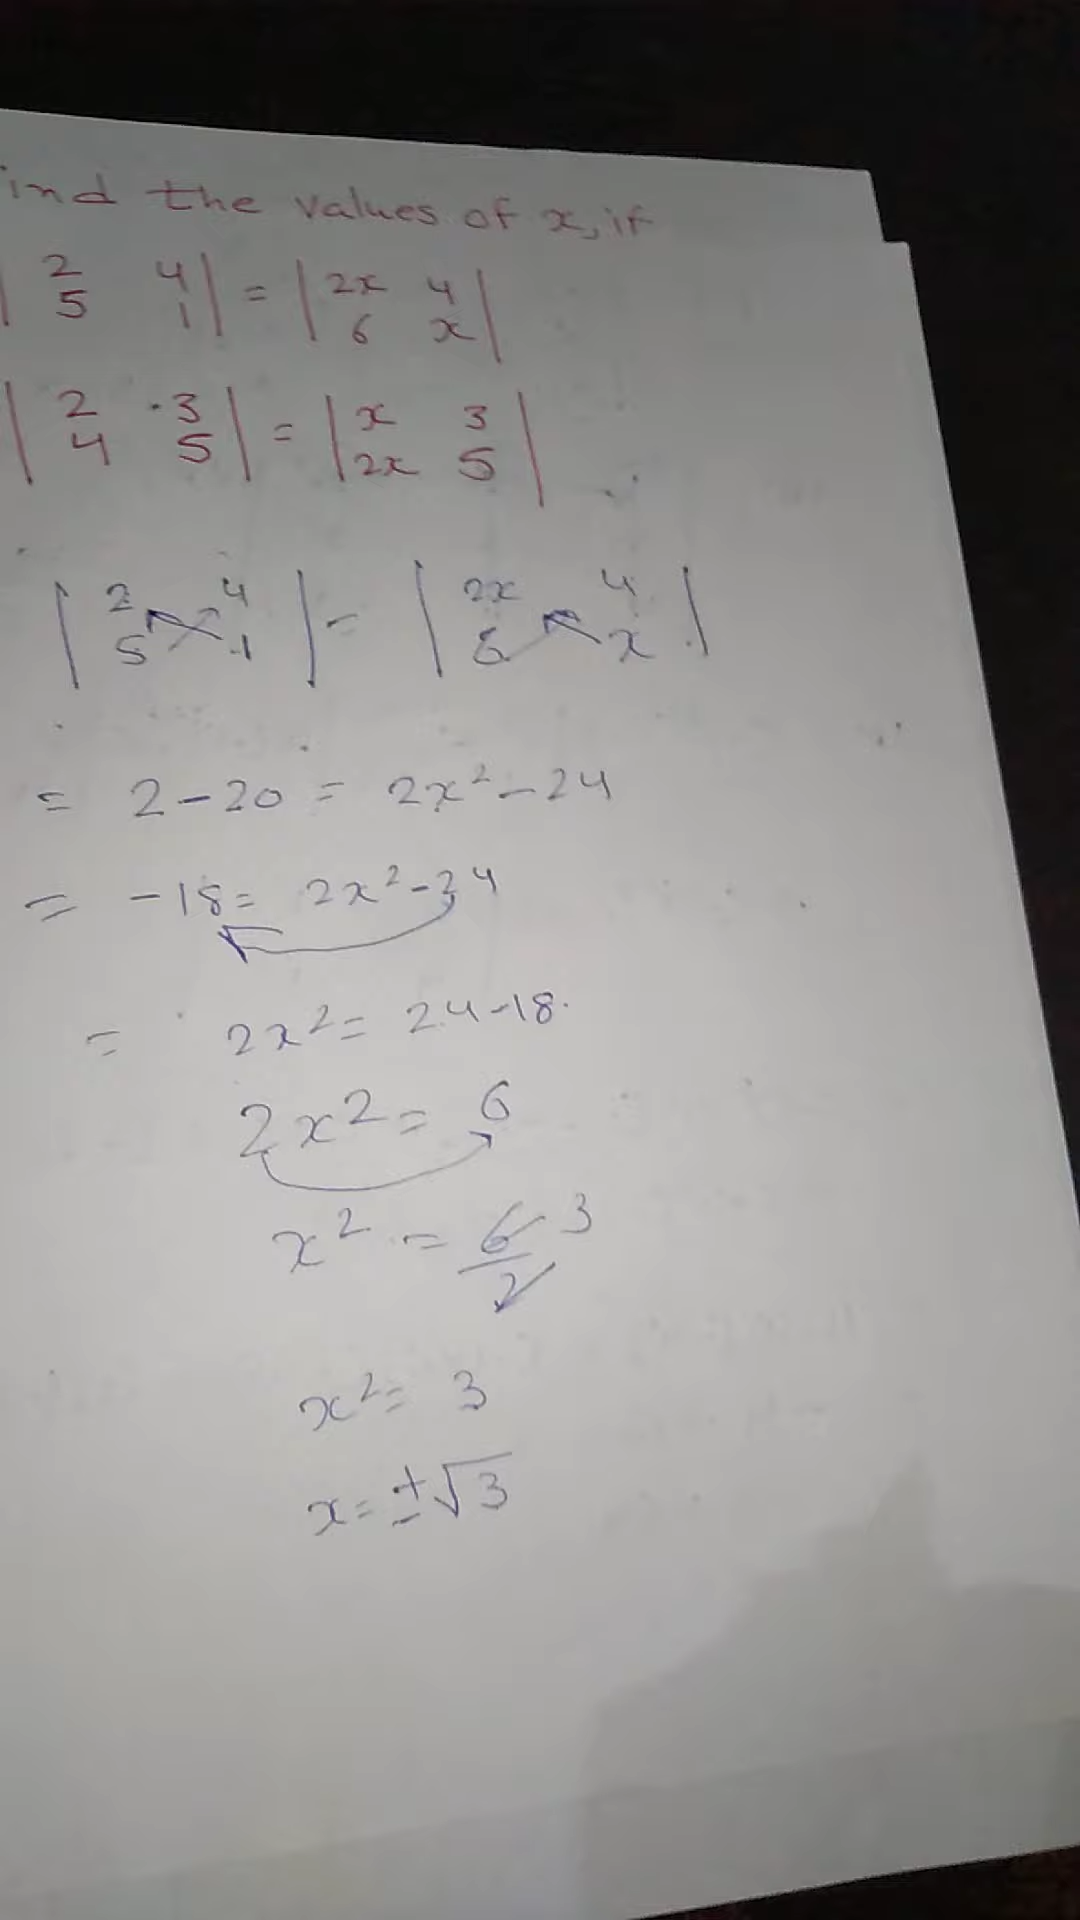 ind the values of x, if
| 2 4 | = | 2x 4 |
| 5 1 | | 6 x |
| 2 3 | = | x 3 |
| 4 5 | | 2x 5 |
| 2 4 | = | 2x 4 |
| 5 1 | | 6 x |
= 2 - 20 = 2x² - 24
= -18 = 2x² - 24
= 2x² = 24 - 18
2x² = 6
x² = 6/2 3
x² = 3
x = ±√3